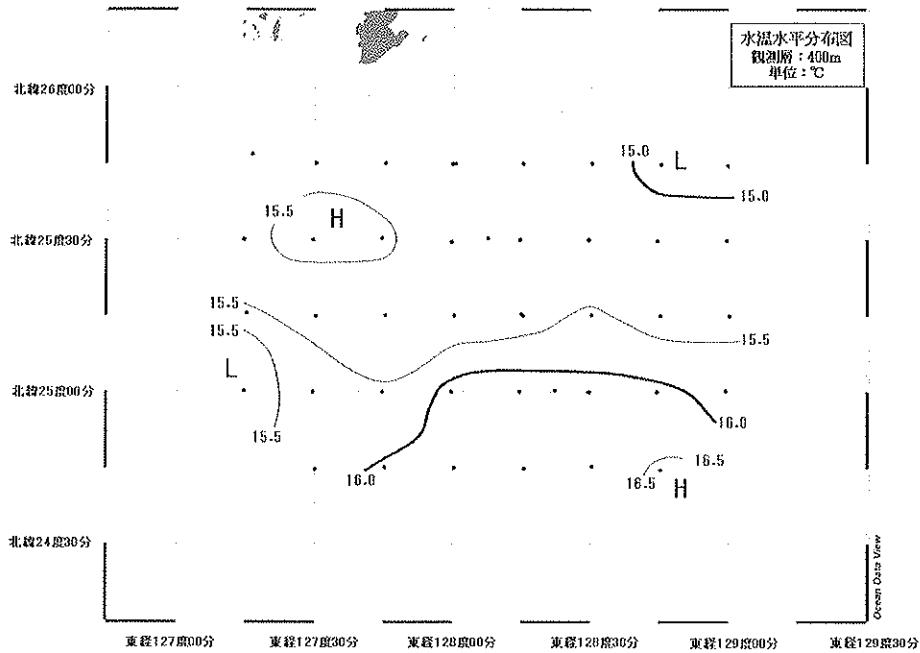 水温水平分布図
観測層：400m
単位：℃
北緯26度00分
15.0
L
15.0
15.5
H
北緯25度30分
15.5
15.5
15.5
L
北緯25度00分
15.5
16.0
16.0
16.5
16.5
H
北緯24度30分
Ocean Data View
東経127度00分
東経127度30分
東経128度00分
東経128度30分
東経129度00分
東経129度30分